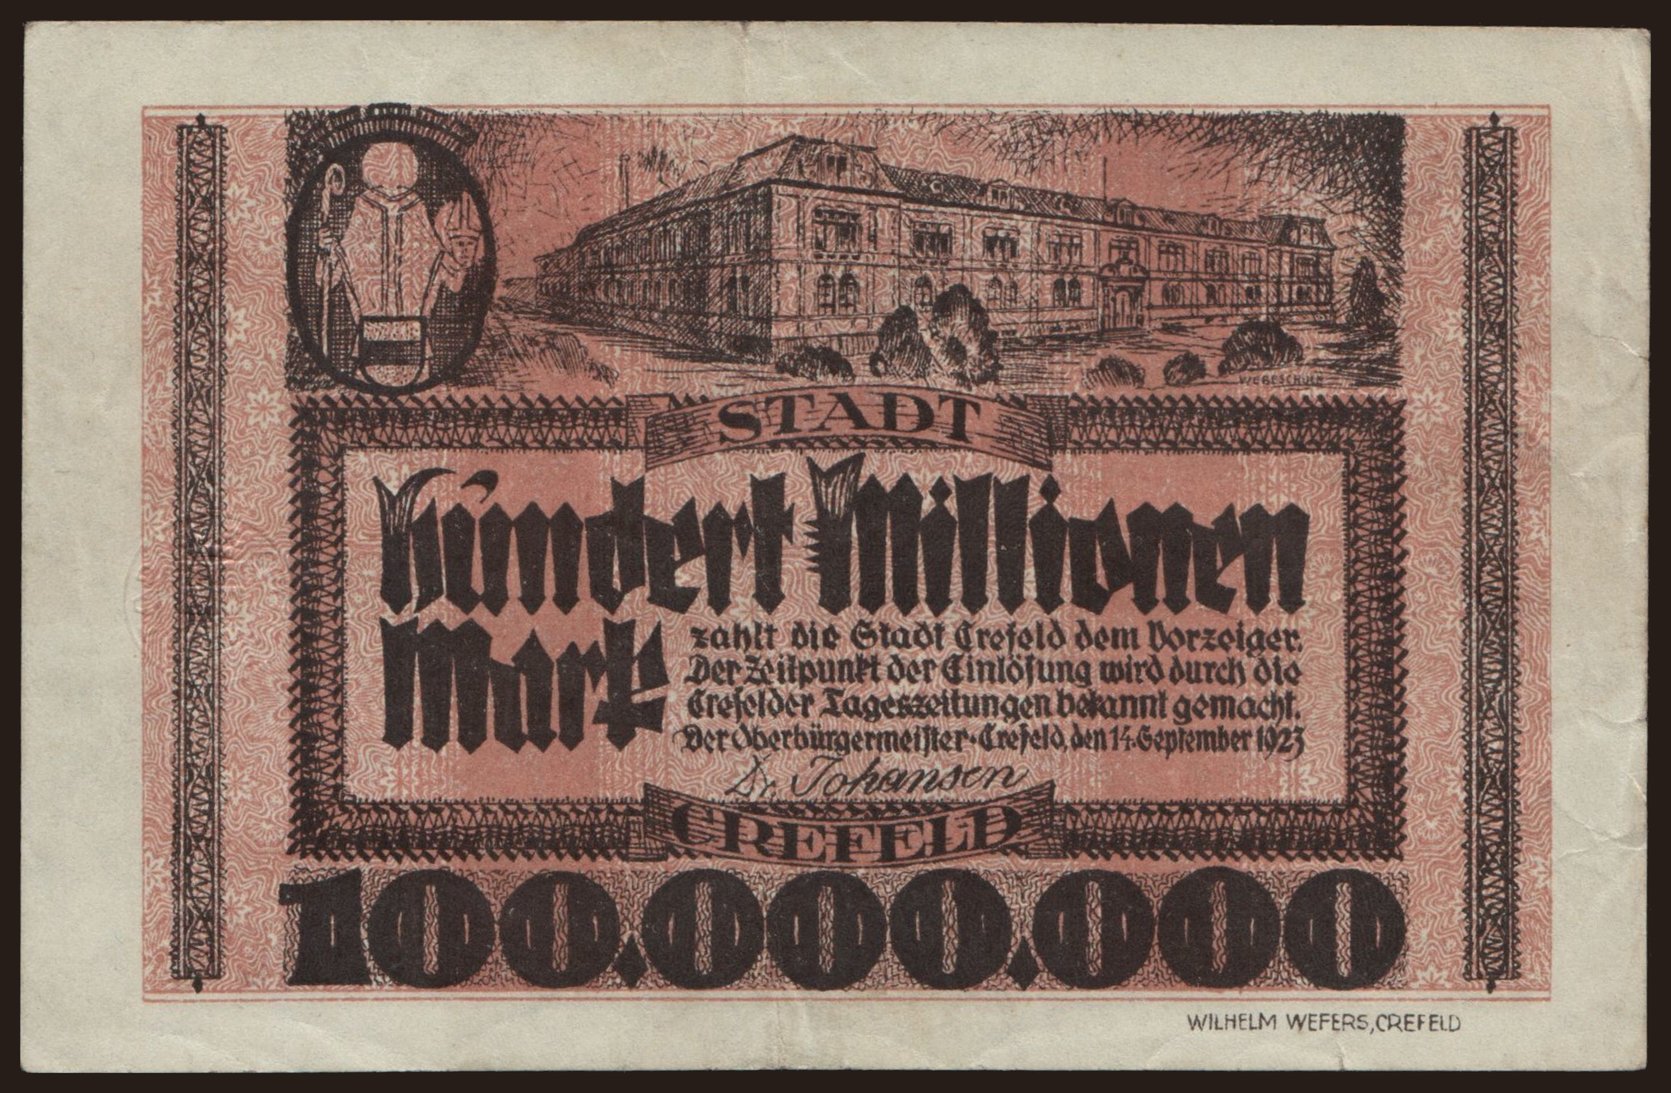 WEBESCHULE
STADT
Hundert Millionen
Mark
zahlt die Stadt Crefeld dem Vorzeiger.
Der Zeitpunkt der Einlösung wird durch die
Crefelder Tageszeitungen bekannt gemacht.
Der Oberbürgermeister · Crefeld, den 14. September 1923
Dr. Johansen
CREFELD
100.000.000
WILHELM WEFERS, CREFELD